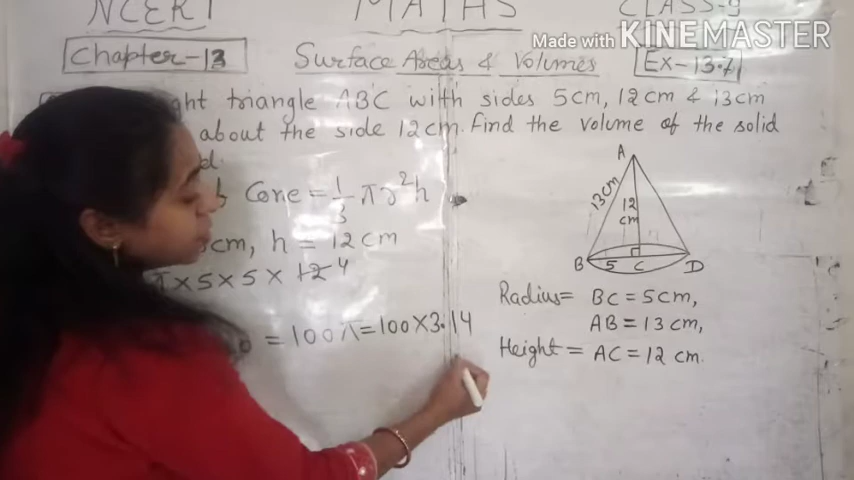 NCERT MATHS CLASS-9
Made with KINEMASTER
Chapter-13 Surface Areas & Volumes Ex-13.7
triangle ABC with sides 5cm, 12cm & 13cm
about the side 12cm. Find the volume of the solid
Cone = 1/3 πr²h
cm, h = 12cm
π × 5 × 5 × 12 4
= 100π = 100 × 3.14
A
13cm
12
cm
B 5 C D
Radius = BC = 5cm,
AB = 13cm,
Height = AC = 12 cm.